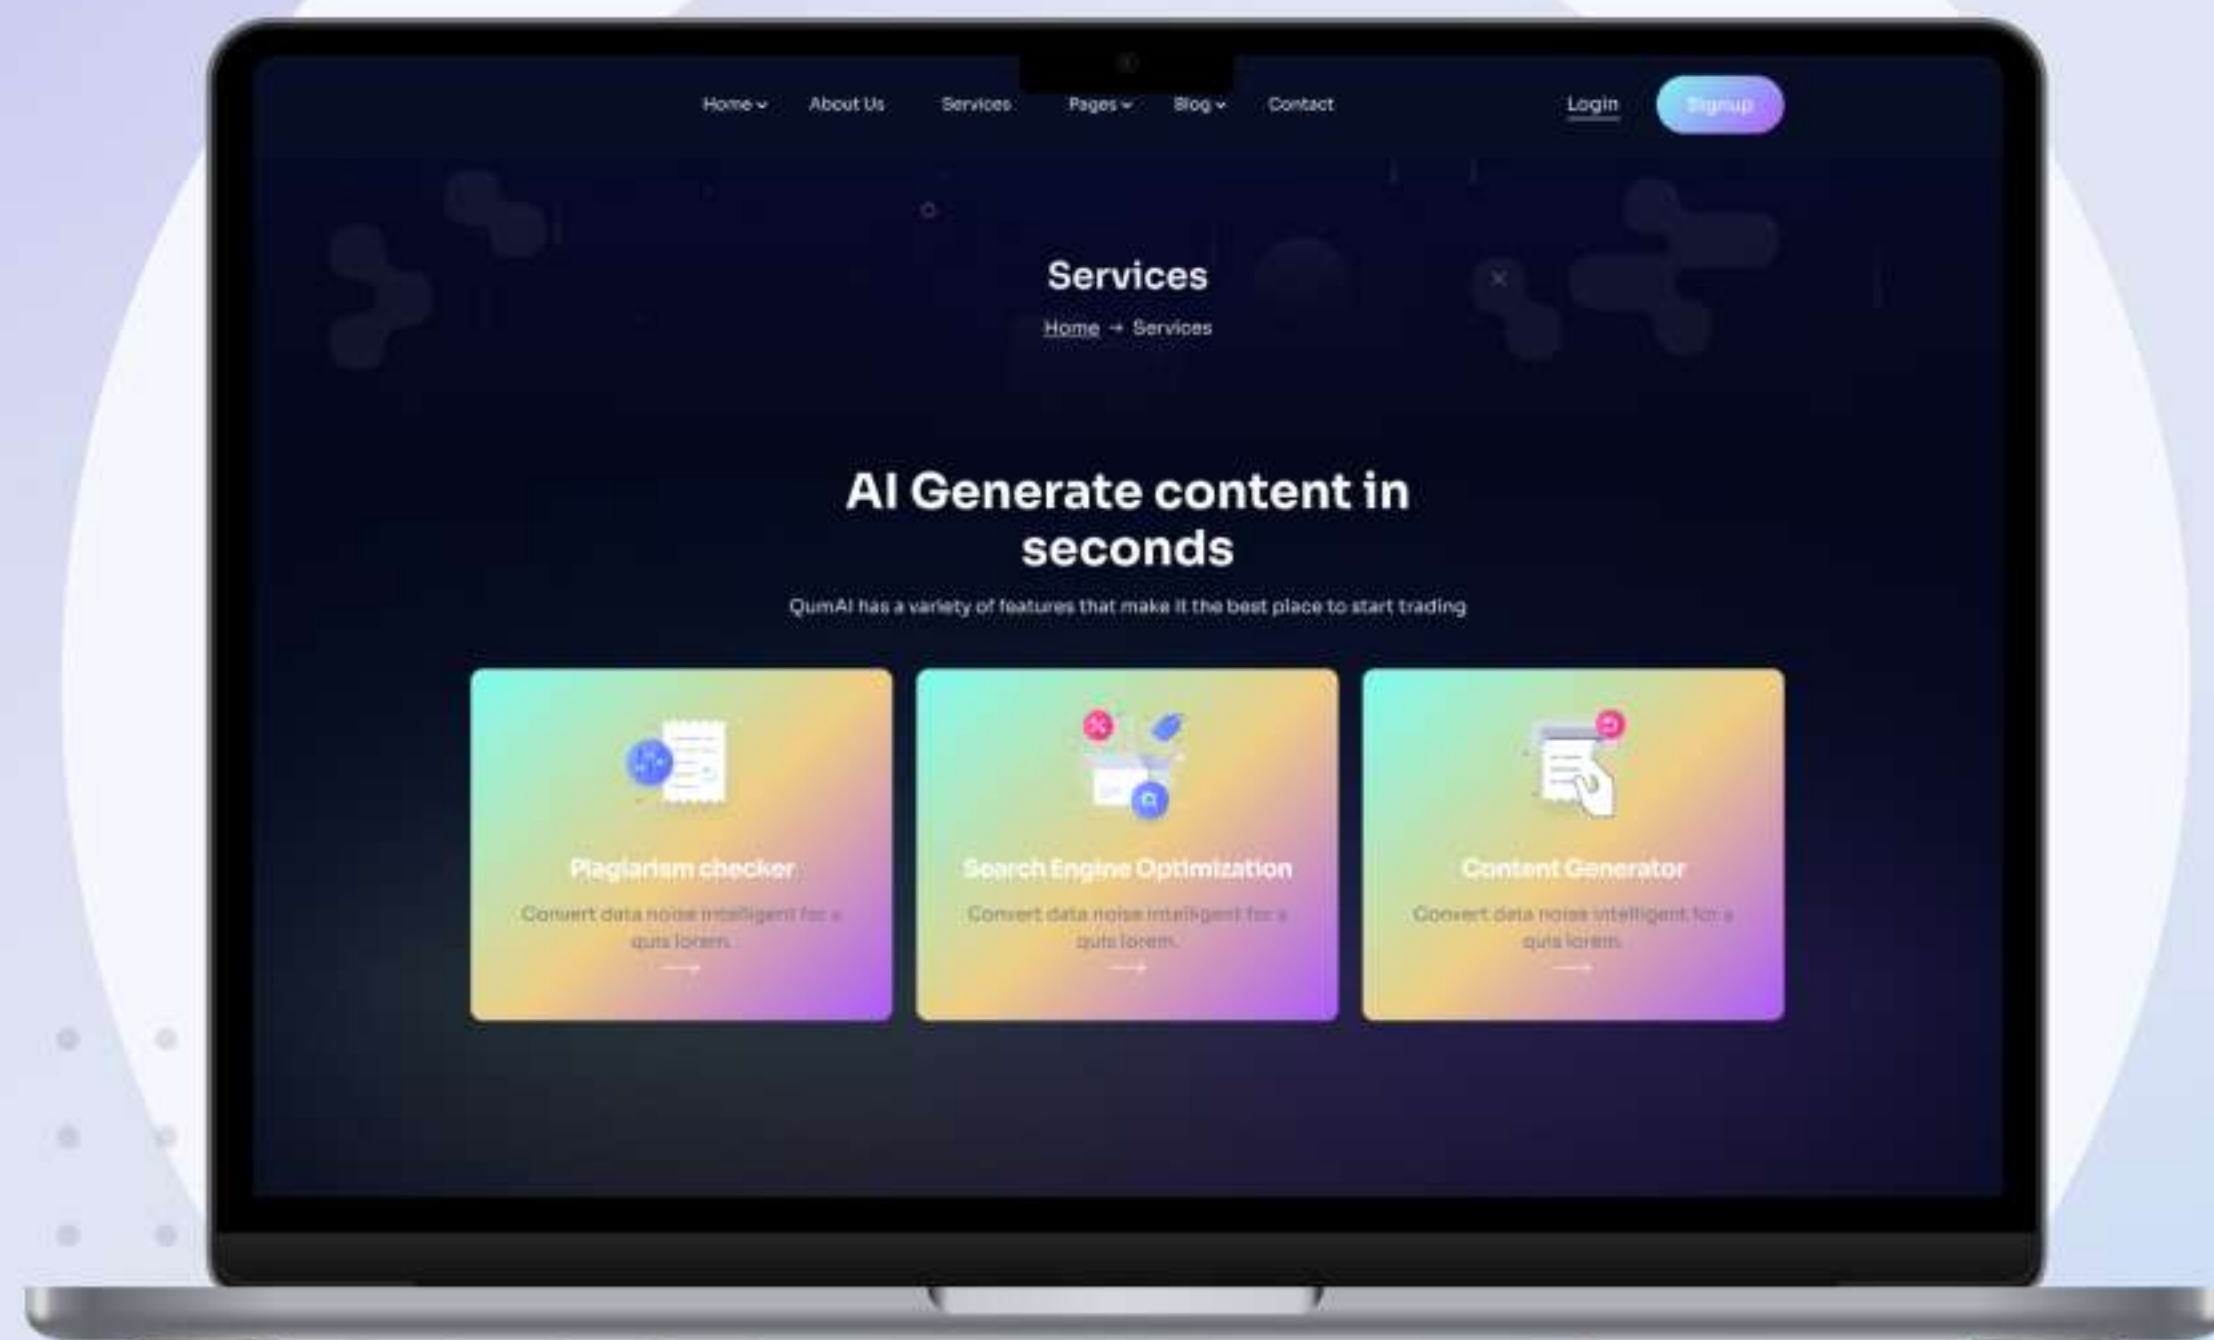 Home About Us Services Pages Blog Contact Login Signup
Services
Home → Services
AI Generate content in
seconds
QumAI has a variety of features that make it the best place to start trading
Plagiarism checker
Convert data noise intelligent for a
quis lorem.
Search Engine Optimization
Convert data noise intelligent for a
quis lorem.
Content Generator
Convert data noise intelligent for a
quis lorem.